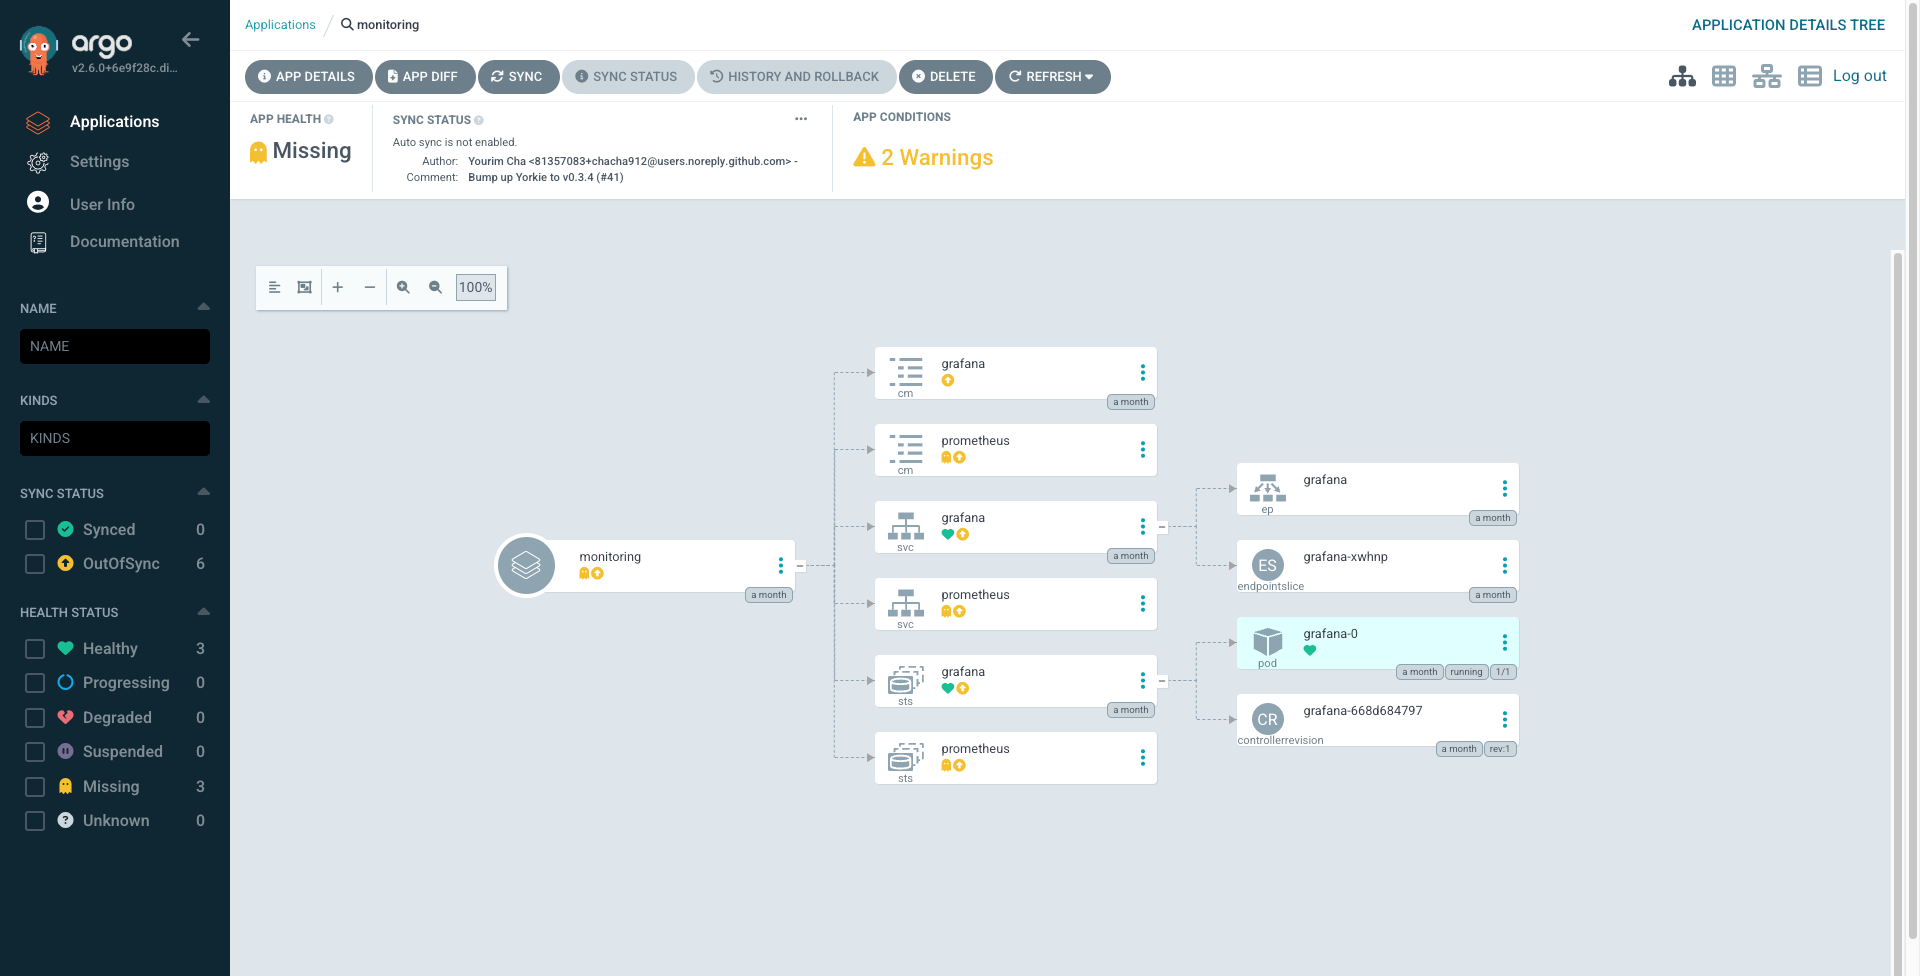 argo
v2.6.0+6e9f28c.di...
Applications
Settings
User Info
Documentation
NAME
NAME
KINDS
KINDS
SYNC STATUS
Synced 0
OutOfSync 6
HEALTH STATUS
Healthy 3
Progressing 0
Degraded 0
Suspended 0
Missing 3
Unknown 0
Applications / monitoring
APPLICATION DETAILS TREE
APP DETAILS
APP DIFF
SYNC
SYNC STATUS
HISTORY AND ROLLBACK
DELETE
REFRESH
Log out
APP HEALTH
Missing
SYNC STATUS
Auto sync is not enabled.
Author: Yourim Cha <81357083+chacha912@users.noreply.github.com> -
Comment: Bump up Yorkie to v0.3.4 (#41)
APP CONDITIONS
2 Warnings
100%
monitoring
a month
grafana
cm
a month
prometheus
cm
grafana
svc
a month
prometheus
svc
grafana
sts
a month
prometheus
sts
grafana
ep
a month
ES
grafana-xwhnp
endpointslice
a month
grafana-0
pod
a month running 1/1
CR
grafana-668d684797
controllerrevision
a month rev:1